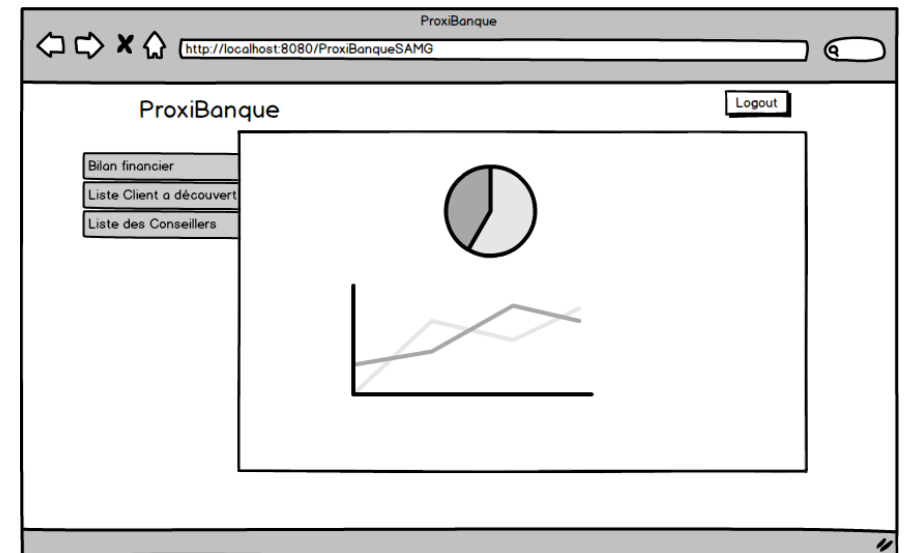 ProxiBanque
http://localhost:8080/ProxiBanqueSAMG
ProxiBanque
Logout
Bilan financier
Liste Client a découvert
Liste des Conseillers